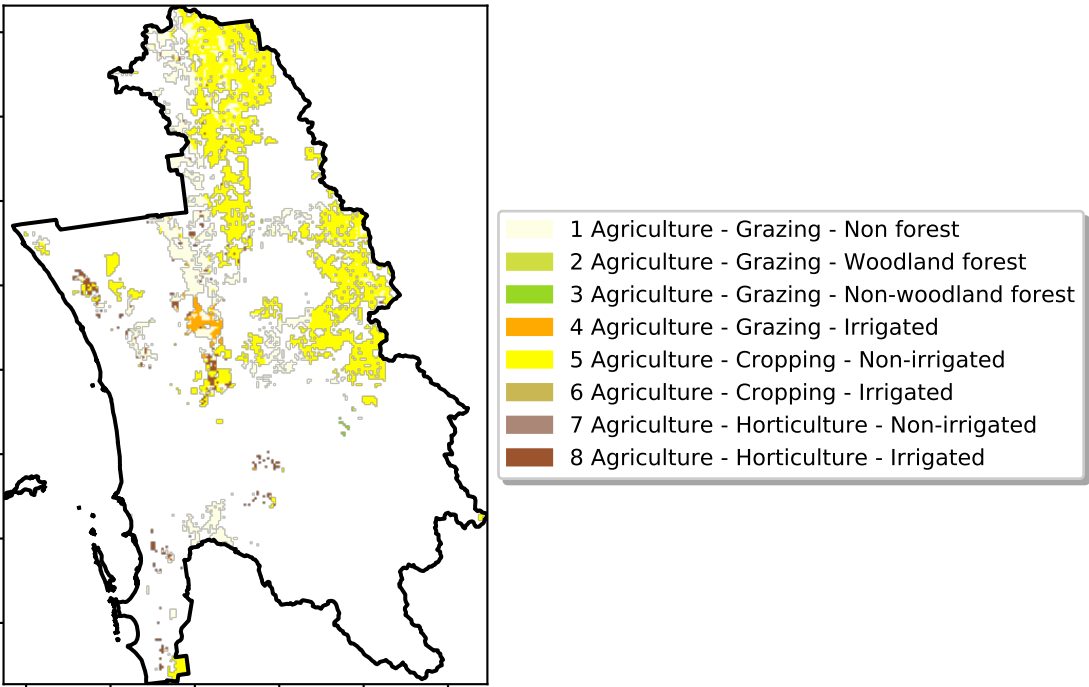 1 Agriculture - Grazing - Non forest
2 Agriculture - Grazing - Woodland forest
3 Agriculture - Grazing - Non-woodland forest
4 Agriculture - Grazing - Irrigated
5 Agriculture - Cropping - Non-irrigated
6 Agriculture - Cropping - Irrigated
7 Agriculture - Horticulture - Non-irrigated
8 Agriculture - Horticulture - Irrigated